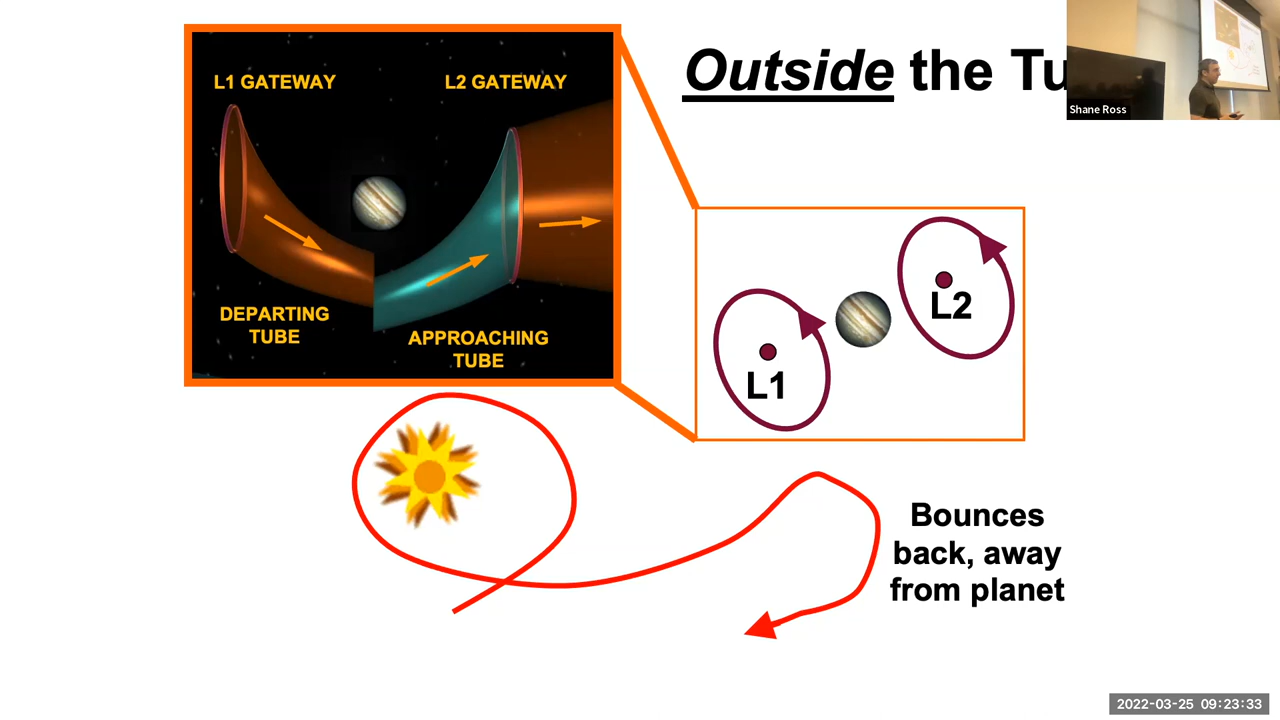 Outside the Tu
Shane Ross
L1 GATEWAY
L2 GATEWAY
DEPARTING
TUBE
APPROACHING
TUBE
L2
L1
Bounces
back, away
from planet
2022-03-25 09:23:33